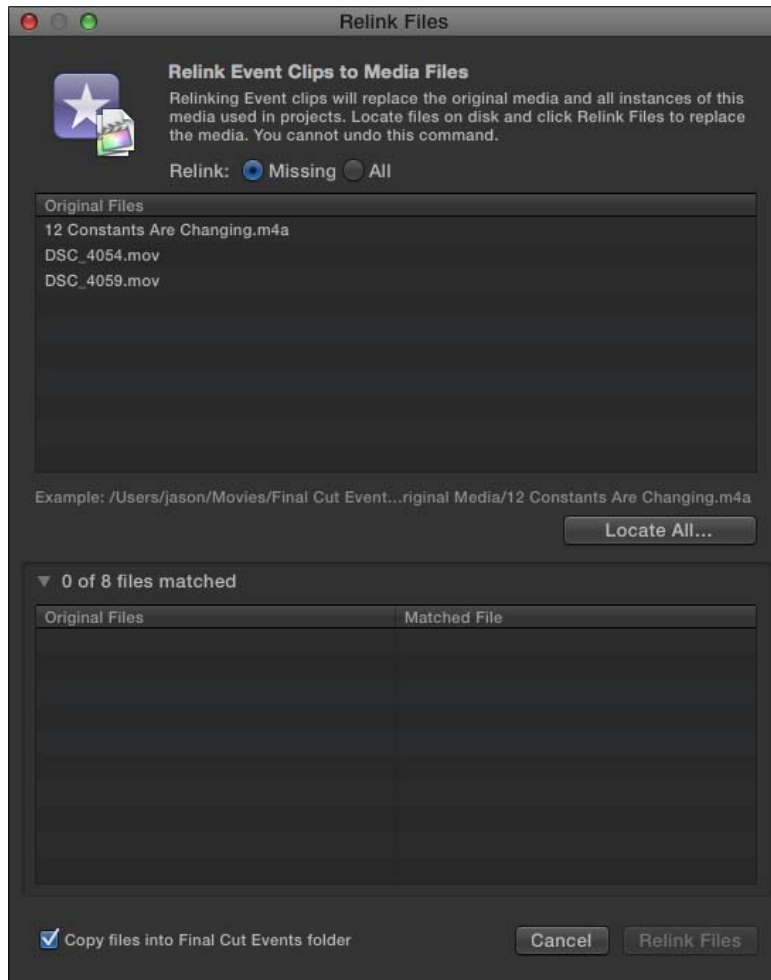 Relink Files
Relink Event Clips to Media Files
Relinking Event clips will replace the original media and all instances of this
media used in projects. Locate files on disk and click Relink Files to replace
the media. You cannot undo this command.
Relink: Missing All
Original Files
12 Constants Are Changing.m4a
DSC_4054.mov
DSC_4059.mov
Example: /Users/jason/Movies/Final Cut Event...riginal Media/12 Constants Are Changing.m4a
Locate All...
0 of 8 files matched
Original Files Matched File
Copy files into Final Cut Events folder
Cancel Relink Files